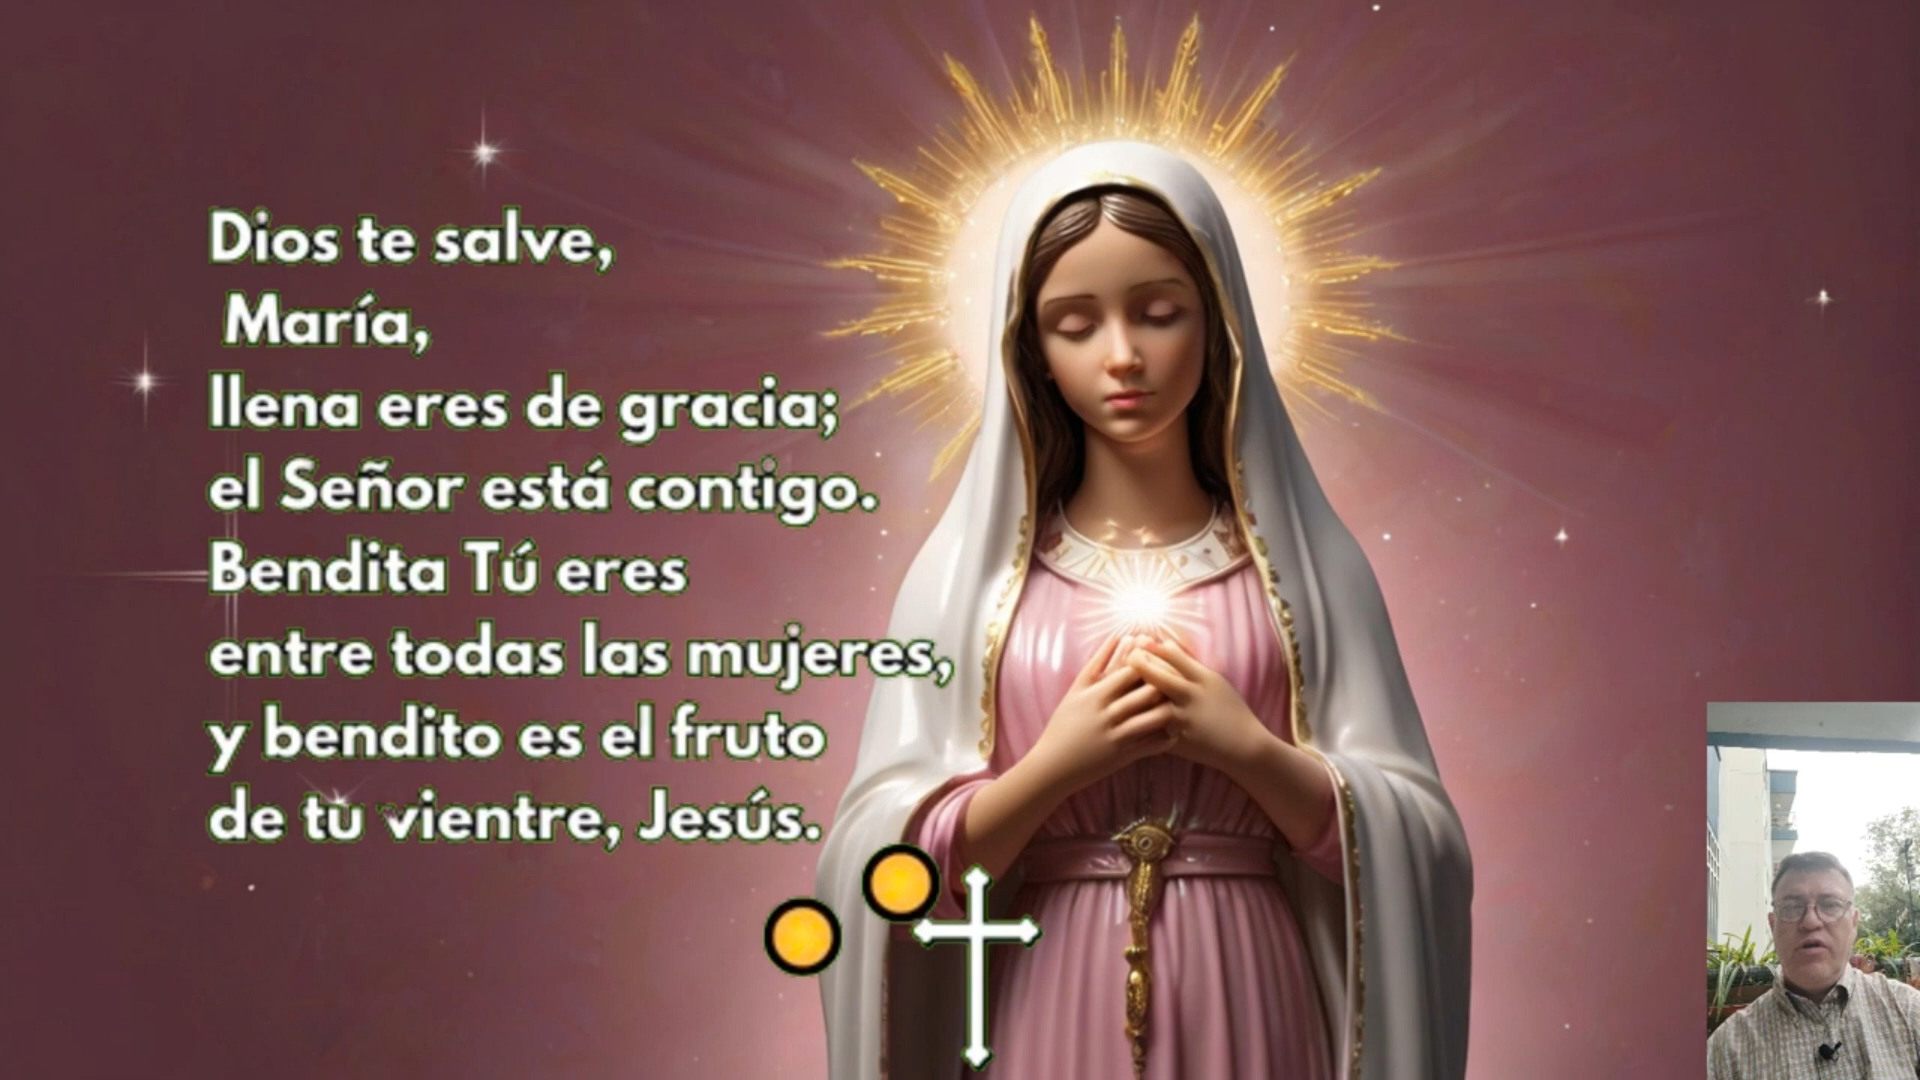 Dios te salve,
María,
llena eres de gracia;
el Señor está contigo.
Bendita Tú eres
entre todas las mujeres,
y bendito es el fruto
de tu vientre, Jesús.